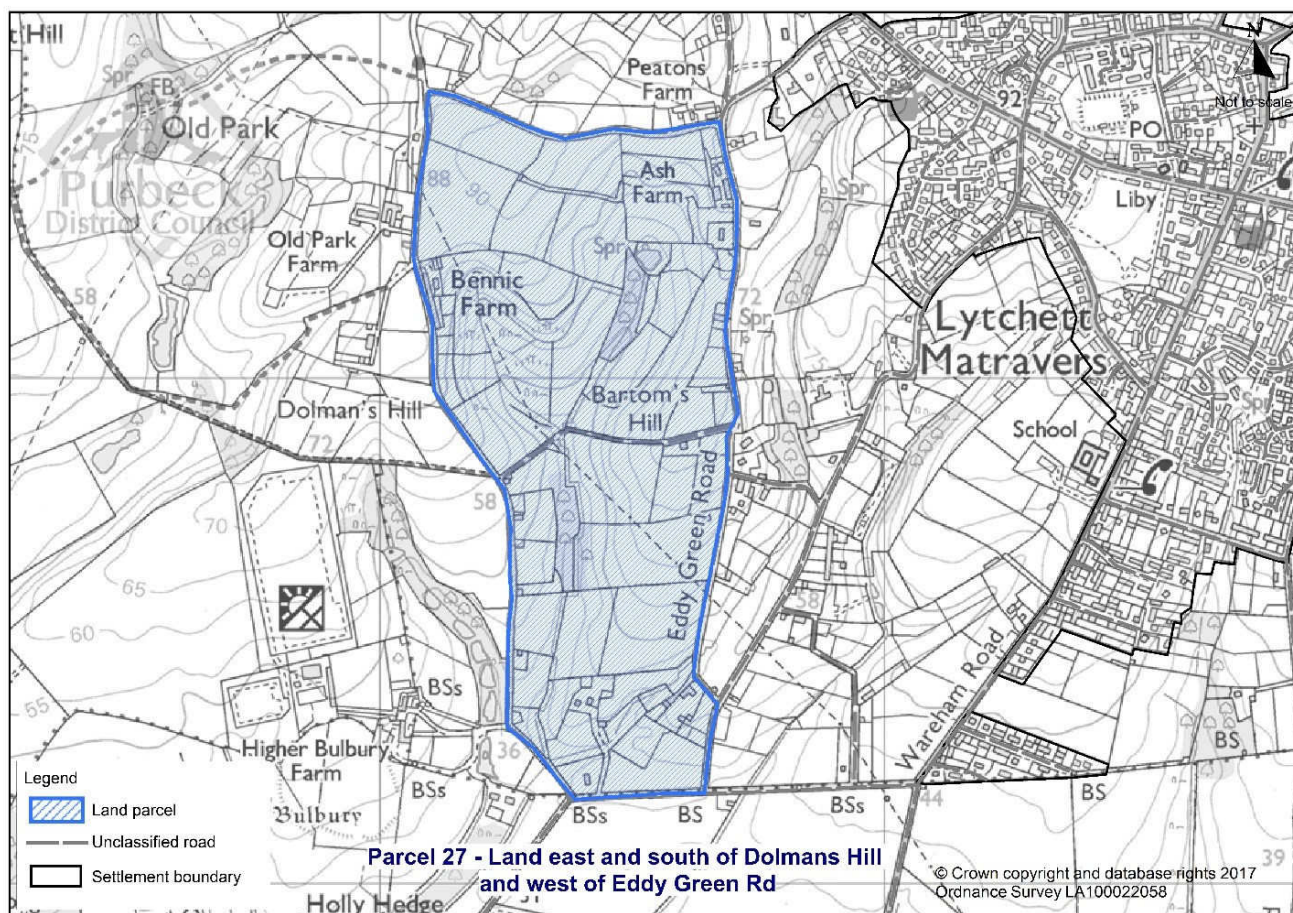 t Hill
Spr
FB
Old Park
Purbeck
District Council
Old Park
Farm
58
Peatons
Farm
88
90
Ash
Farm
Spr
Bennic
Farm
Bartom's
Hill
72
Spr
75
Spr
92
PO
Liby
N
Not to scale
Lytchett
Matravers
School
Spr
Dolman's Hill
72
58
70
65
60
55
Eddy Green Road
58
Wareham Road
BSs
Higher Bulbury
Farm
36
BSs
Bulbury
BSs
BS
BSs
44
BS
BS
39
Holly Hedge
Legend
Land parcel
Unclassified road
Settlement boundary
Parcel 27 - Land east and south of Dolmans Hill
and west of Eddy Green Rd
© Crown copyright and database rights 2017
Ordnance Survey LA100022058